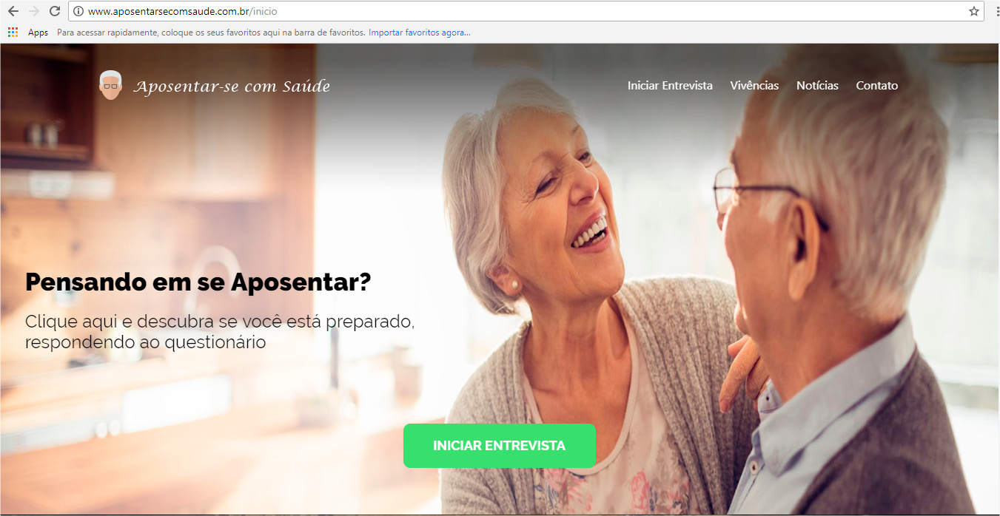 www.aposentarsecomsaude.com.br/inicio
Apps Para acessar rapidamente, coloque os seus favoritos aqui na barra de favoritos. Importar favoritos agora...
Aposentar-se com Saúde
Iniciar Entrevista Vivências Notícias Contato
Pensando em se Aposentar?
Clique aqui e descubra se você está preparado,
respondendo ao questionário
INICIAR ENTREVISTA